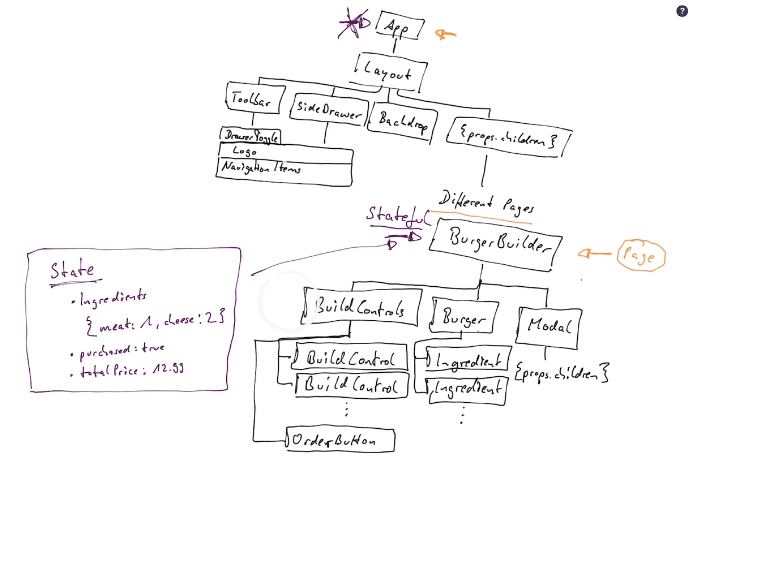 ?
App
Layout
Toolbar
SideDrawer
Backdrop
{props.children}
DrawerToggle
Logo
Navigation Items
Different Pages
Stateful
BurgerBuilder
Page
State
• Ingredients
{meat: 1, cheese: 2}
• purchased: true
• totalPrice: 12.99
BuildControls
Burger
Modal
BuildControl
BuildControl
⋮
OrderButton
Ingredient
Ingredient
⋮
{props.children}